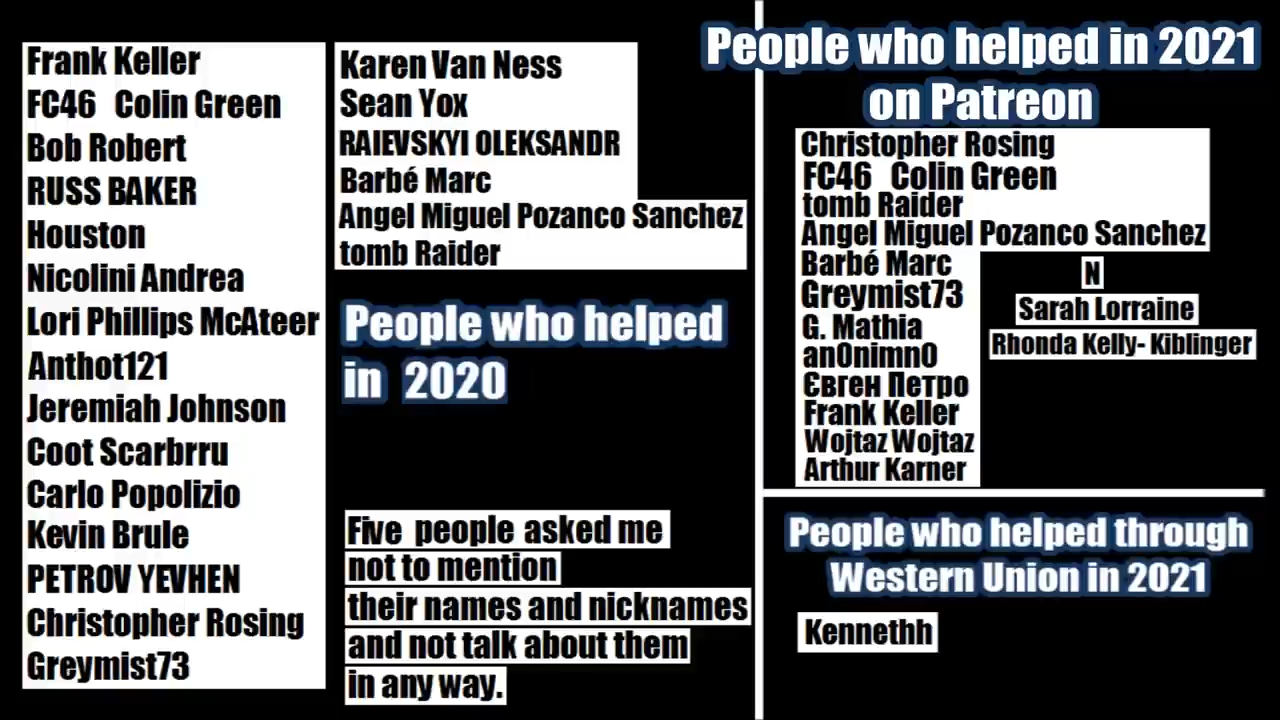 Frank Keller
FC46 Colin Green
Bob Robert
RUSS BAKER
Houston
Nicolini Andrea
Lori Phillips McAteer
Anthot121
Jeremiah Johnson
Coot Scarbrru
Carlo Popolizio
Kevin Brule
PETROV YEVHEN
Christopher Rosing
Greymist73
Karen Van Ness
Sean Yox
RAIEVSKYI OLEKSANDR
Barbé Marc
Angel Miguel Pozanco Sanchez
tomb Raider
People who helped
in 2020
Five people asked me
not to mention
their names and nicknames
and not talk about them
in any way.
People who helped in 2021
on Patreon
Christopher Rosing
FC46 Colin Green
tomb Raider
Angel Miguel Pozanco Sanchez
Barbé Marc
Greymist73
G. Mathia
an0nimn0
Євген Петро
Frank Keller
Wojtaz Wojtaz
Arthur Karner
N
Sarah Lorraine
Rhonda Kelly- Kiblinger
People who helped through
Western Union in 2021
Kennethh